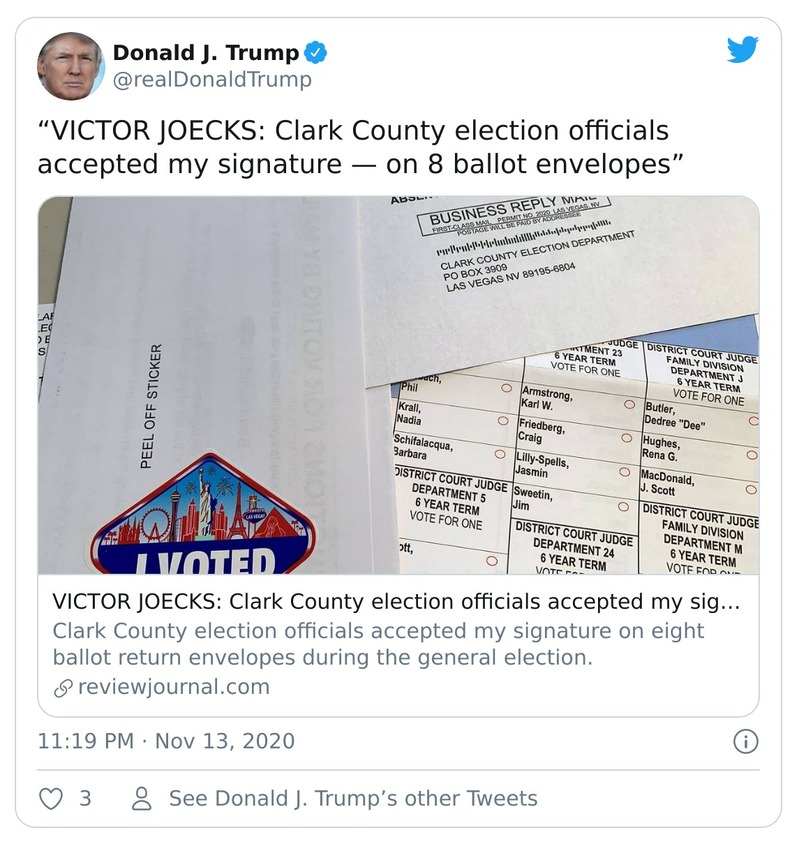 Donald J. Trump
@realDonaldTrump
“VICTOR JOECKS: Clark County election officials
accepted my signature — on 8 ballot envelopes”
BUSINESS REPLY MAIL
FIRST-CLASS MAIL PERMIT NO. 2020 LAS VEGAS, NV
POSTAGE WILL BE PAID BY ADDRESSEE
CLARK COUNTY ELECTION DEPARTMENT
PO BOX 3909
LAS VEGAS NV 89195-6804
PEEL OFF STICKER
LAS VEGAS
I VOTED
Phil
Krall,
Nadia
Schifalacqua,
Barbara
DISTRICT COURT JUDGE
DEPARTMENT 5
6 YEAR TERM
VOTE FOR ONE
JUDGE
23
6 YEAR TERM
VOTE FOR ONE
Armstrong,
Karl W.
Friedberg,
Craig
Lilly-Spells,
Jasmin
Sweetin,
Jim
DISTRICT COURT JUDGE
DEPARTMENT 24
6 YEAR TERM
DISTRICT COURT JUDGE
FAMILY DIVISION
DEPARTMENT J
6 YEAR TERM
VOTE FOR ONE
Butler,
Dedree "Dee"
Hughes,
Rena G.
MacDonald,
J. Scott
DISTRICT COURT JUDGE
FAMILY DIVISION
DEPARTMENT M
6 YEAR TERM
VOTE FOR ONE
VICTOR JOECKS: Clark County election officials accepted my sig...
Clark County election officials accepted my signature on eight
ballot return envelopes during the general election.
reviewjournal.com
11:19 PM · Nov 13, 2020
3 See Donald J. Trump’s other Tweets